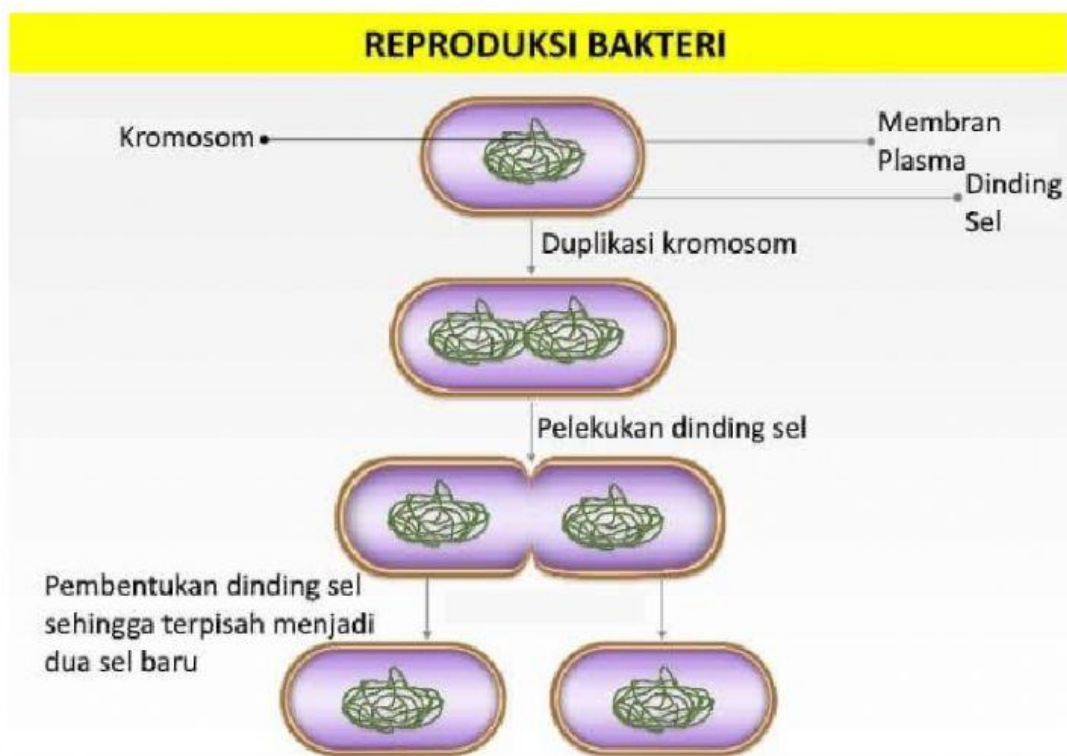 REPRODUKSI BAKTERI
Kromosom
Membran
Plasma
Dinding
Sel
Duplikasi kromosom
Pelekukan dinding sel
Pembentukan dinding sel
sehingga terpisah menjadi
dua sel baru